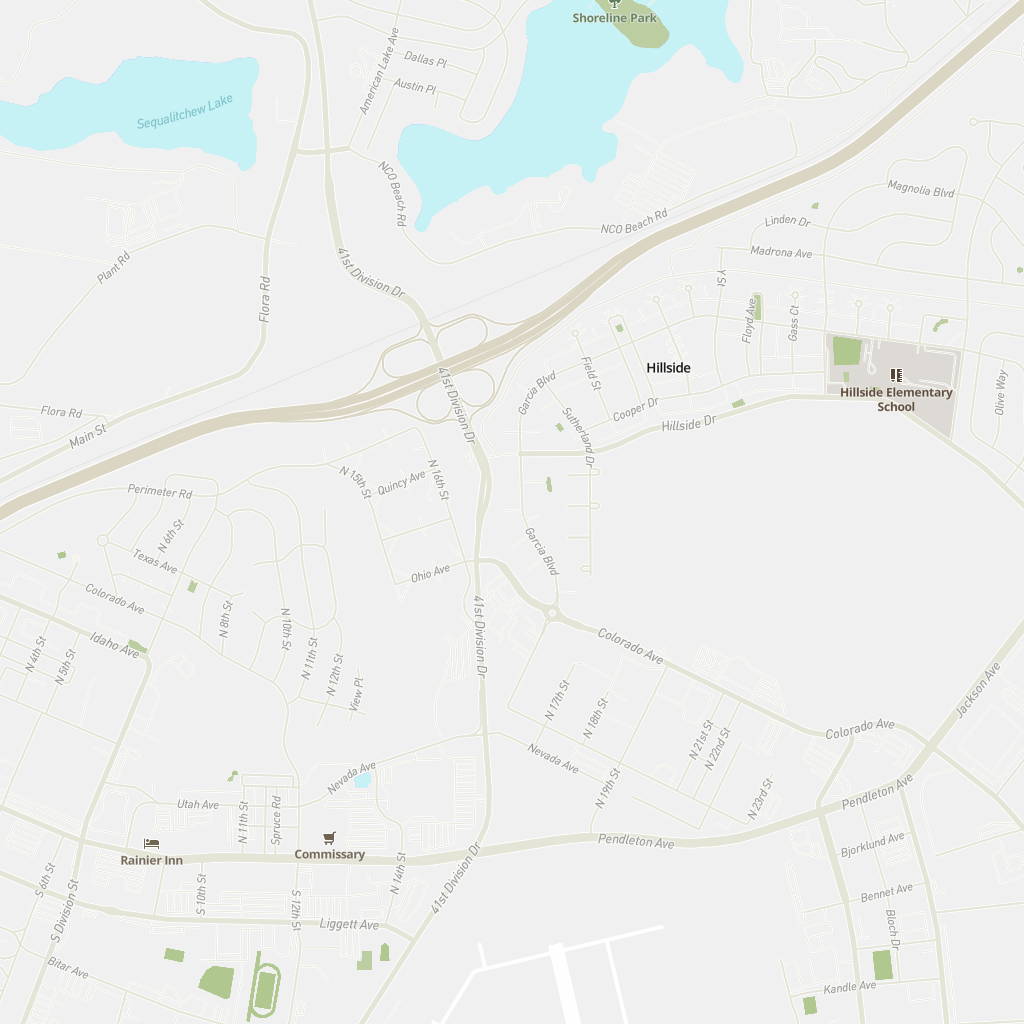 Shoreline Park
Dallas Pl
American Lake Ave
Austin Pl
Sequalitchew Lake
NCO Beach Rd
Magnolia Blvd
Linden Dr
NCO Beach Rd
Madrona Ave
Plant Rd
41st Division Dr
Y St
Flora Rd
Floyd Ave
Gass Ct
Hillside
Field St
41st Division Dr
Garcia Blvd
Hillside Elementary
School
Olive Way
Flora Rd
Cooper Dr
Hillside Dr
Main St
Sutherland Dr
N 15th St
Quincy Ave
N 16th St
Perimeter Rd
N 6th St
Garcia Blvd
Texas Ave
Ohio Ave
Colorado Ave
N 8th St
N 10th St
41st Division Dr
Idaho Ave
Colorado Ave
N 4th St
N 5th St
N 11th St
N 12th St
View Pl
Jackson Ave
N 17th St
N 18th St
N 21st St
N 22nd St
Colorado Ave
Nevada Ave
Nevada Ave
N 19th St
N 23rd St
Pendleton Ave
Utah Ave
N 11th St
Spruce Rd
Rainier Inn
Commissary
Pendleton Ave
Bjorklund Ave
S 6th St
S 10th St
N 14th St
41st Division Dr
Bennet Ave
S Division St
S 12th St
Liggett Ave
Bloch Dr
Bitar Ave
Kandle Ave